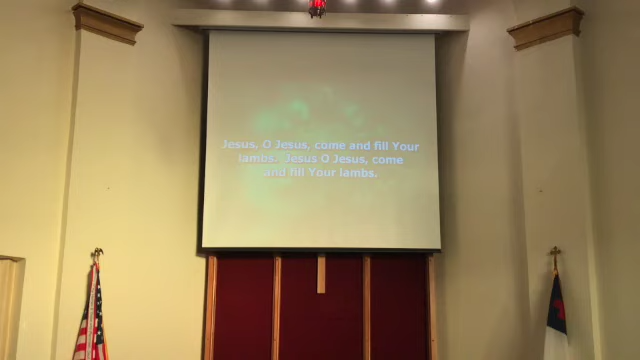 Jesus, O Jesus, come and fill Your
lambs. Jesus O Jesus, come
and fill Your lambs.